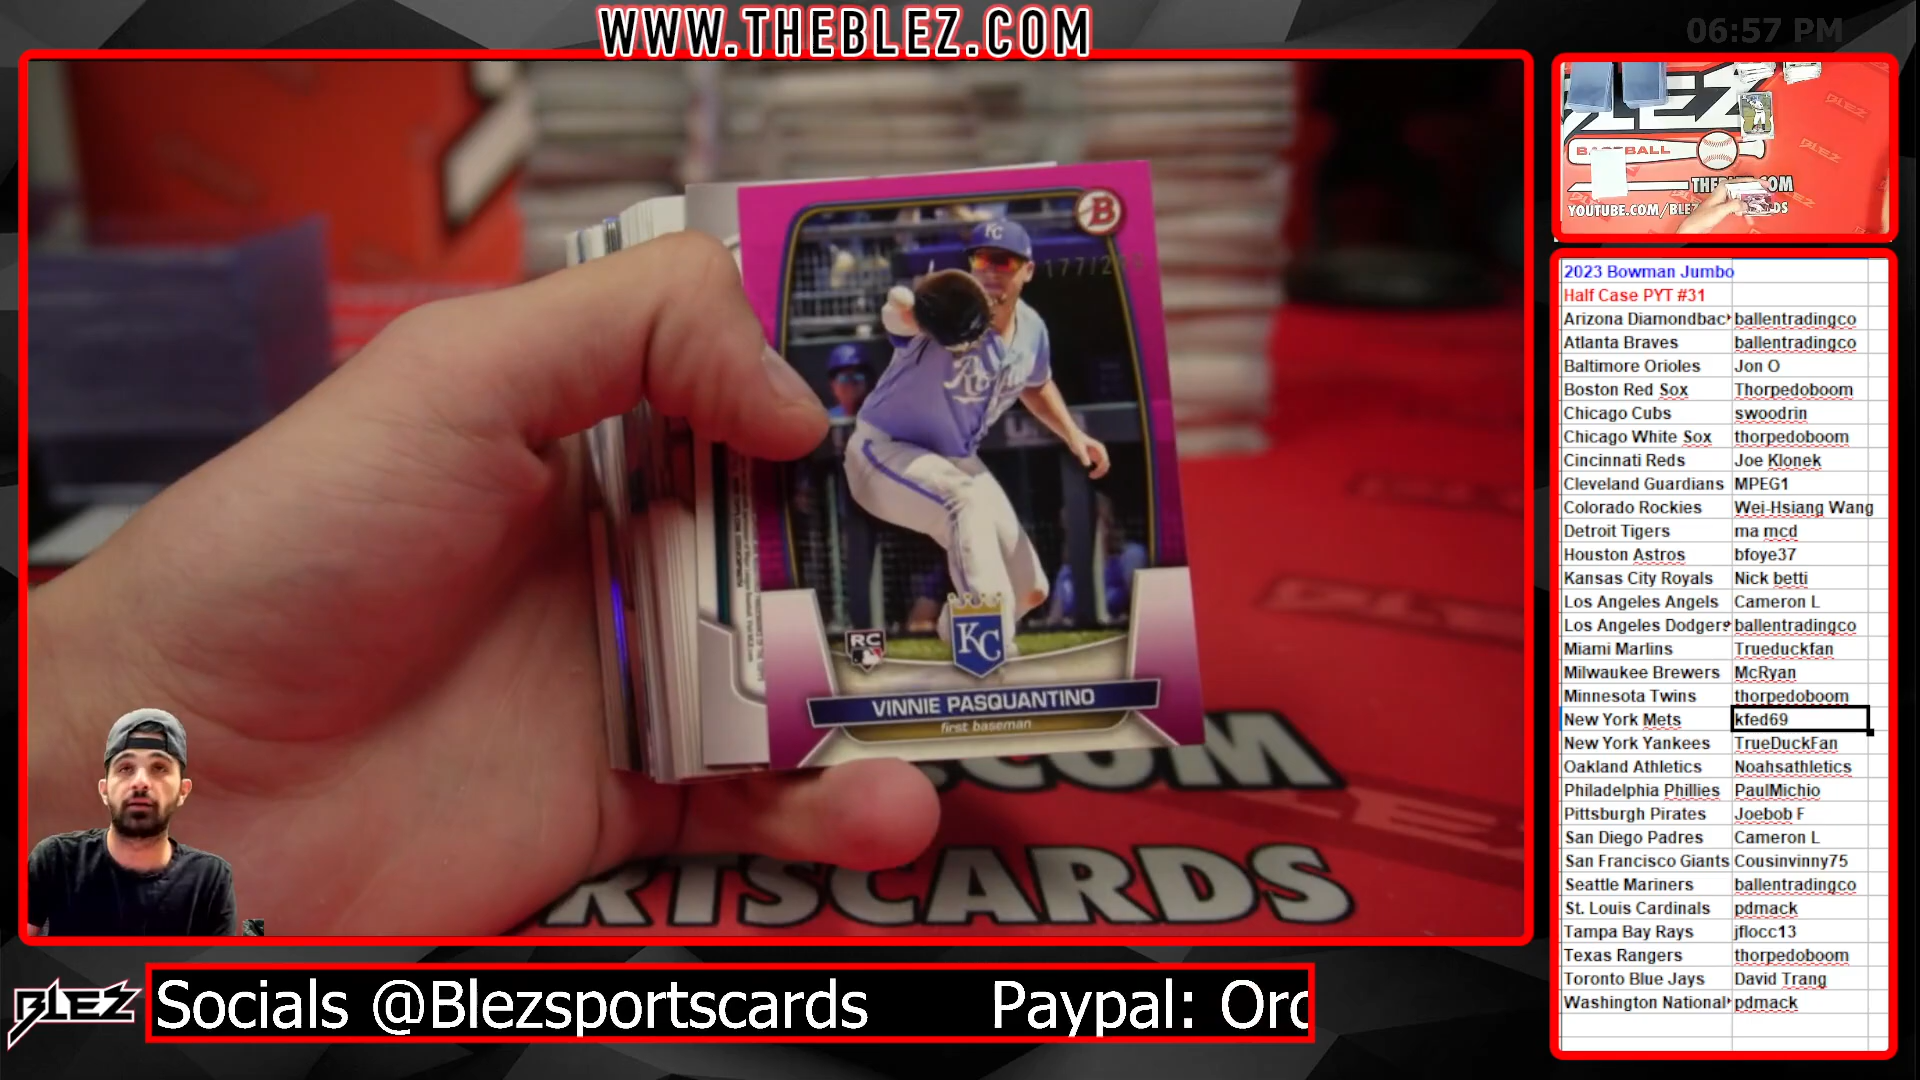 WWW.THEBLEZ.COM
06:57 PM
B
KC
RC
KC
VINNIE PASQUANTINO
first baseman
.COM
RTSCARDS
BLEZ
BASEBALL
YOUTUBE.COM/BLEZ
2023 Bowman Jumbo
Half Case PYT #31
Arizona Diamondbac ballentradingco
Atlanta Braves ballentradingco
Baltimore Orioles Jon O
Boston Red Sox Thorpedoboom
Chicago Cubs swoodrin
Chicago White Sox thorpedoboom
Cincinnati Reds Joe Klonek
Cleveland Guardians MPEG1
Colorado Rockies Wei-Hsiang Wang
Detroit Tigers ma mcd
Houston Astros bfoye37
Kansas City Royals Nick betti
Los Angeles Angels Cameron L
Los Angeles Dodgers ballentradingco
Miami Marlins Trueduckfan
Milwaukee Brewers McRyan
Minnesota Twins thorpedoboom
New York Mets kfed69
New York Yankees TrueDuckFan
Oakland Athletics Noahsathletics
Philadelphia Phillies PaulMichio
Pittsburgh Pirates Joebob F
San Diego Padres Cameron L
San Francisco Giants Cousinvinny75
Seattle Mariners ballentradingco
St. Louis Cardinals pdmack
Tampa Bay Rays jflocc13
Texas Rangers thorpedoboom
Toronto Blue Jays David Trang
Washington National pdmack
BLEZ
Socials @Blezsportscards Paypal: Orc